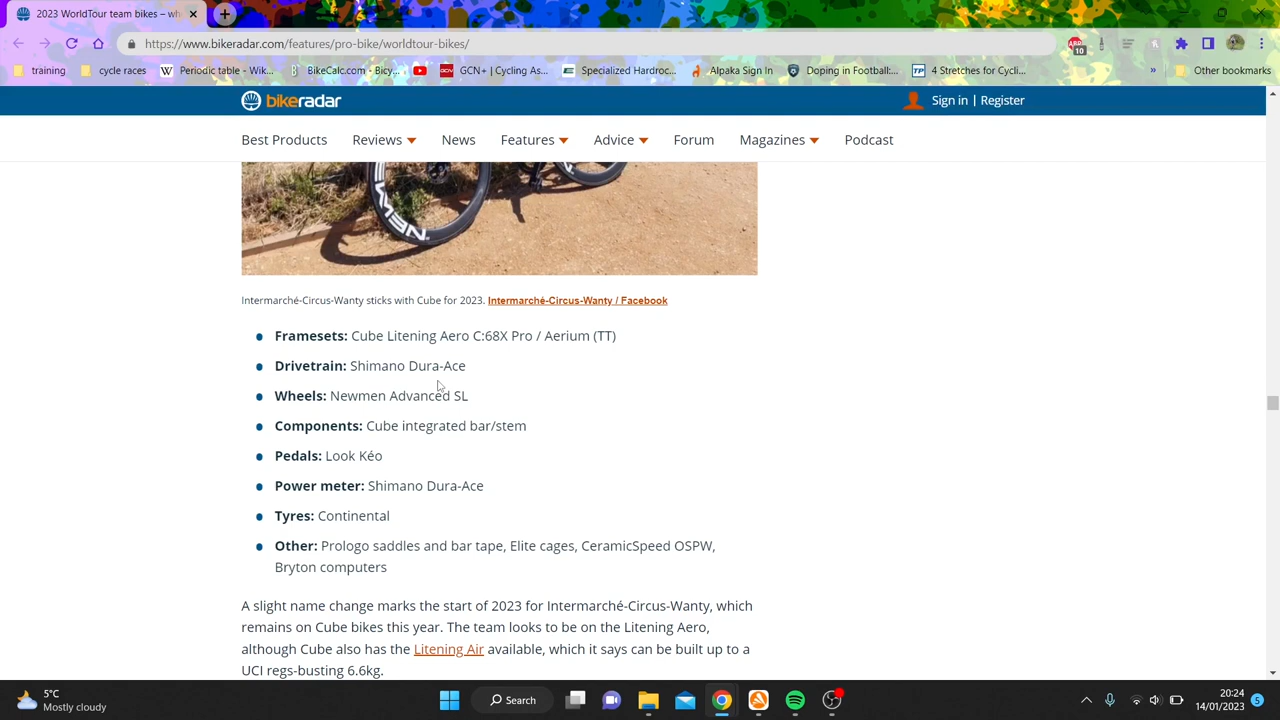 2023 WorldTour team bikes – wh
https://www.bikeradar.com/features/pro-bike/worldtour-bikes/
10
training
cycle races
Periodic table - Wik...
BikeCalc.com - Bicy...
GCN+ | Cycling As...
Specialized Hardroc...
Alpaka Sign In
Doping in Football:...
4 Stretches for Cycli...
»
Other bookmarks
bikeradar
Sign in | Register
Best Products
Reviews
News
Features
Advice
Forum
Magazines
Podcast
NEWMEN
Intermarché-Circus-Wanty sticks with Cube for 2023. Intermarché-Circus-Wanty / Facebook
Framesets: Cube Litening Aero C:68X Pro / Aerium (TT)
Drivetrain: Shimano Dura-Ace
Wheels: Newmen Advanced SL
Components: Cube integrated bar/stem
Pedals: Look Kéo
Power meter: Shimano Dura-Ace
Tyres: Continental
Other: Prologo saddles and bar tape, Elite cages, CeramicSpeed OSPW,
Bryton computers
A slight name change marks the start of 2023 for Intermarché-Circus-Wanty, which
remains on Cube bikes this year. The team looks to be on the Litening Aero,
although Cube also has the Litening Air available, which it says can be built up to a
UCI regs-busting 6.6kg.
5°C
Mostly cloudy
Search
20:24
14/01/2023
5